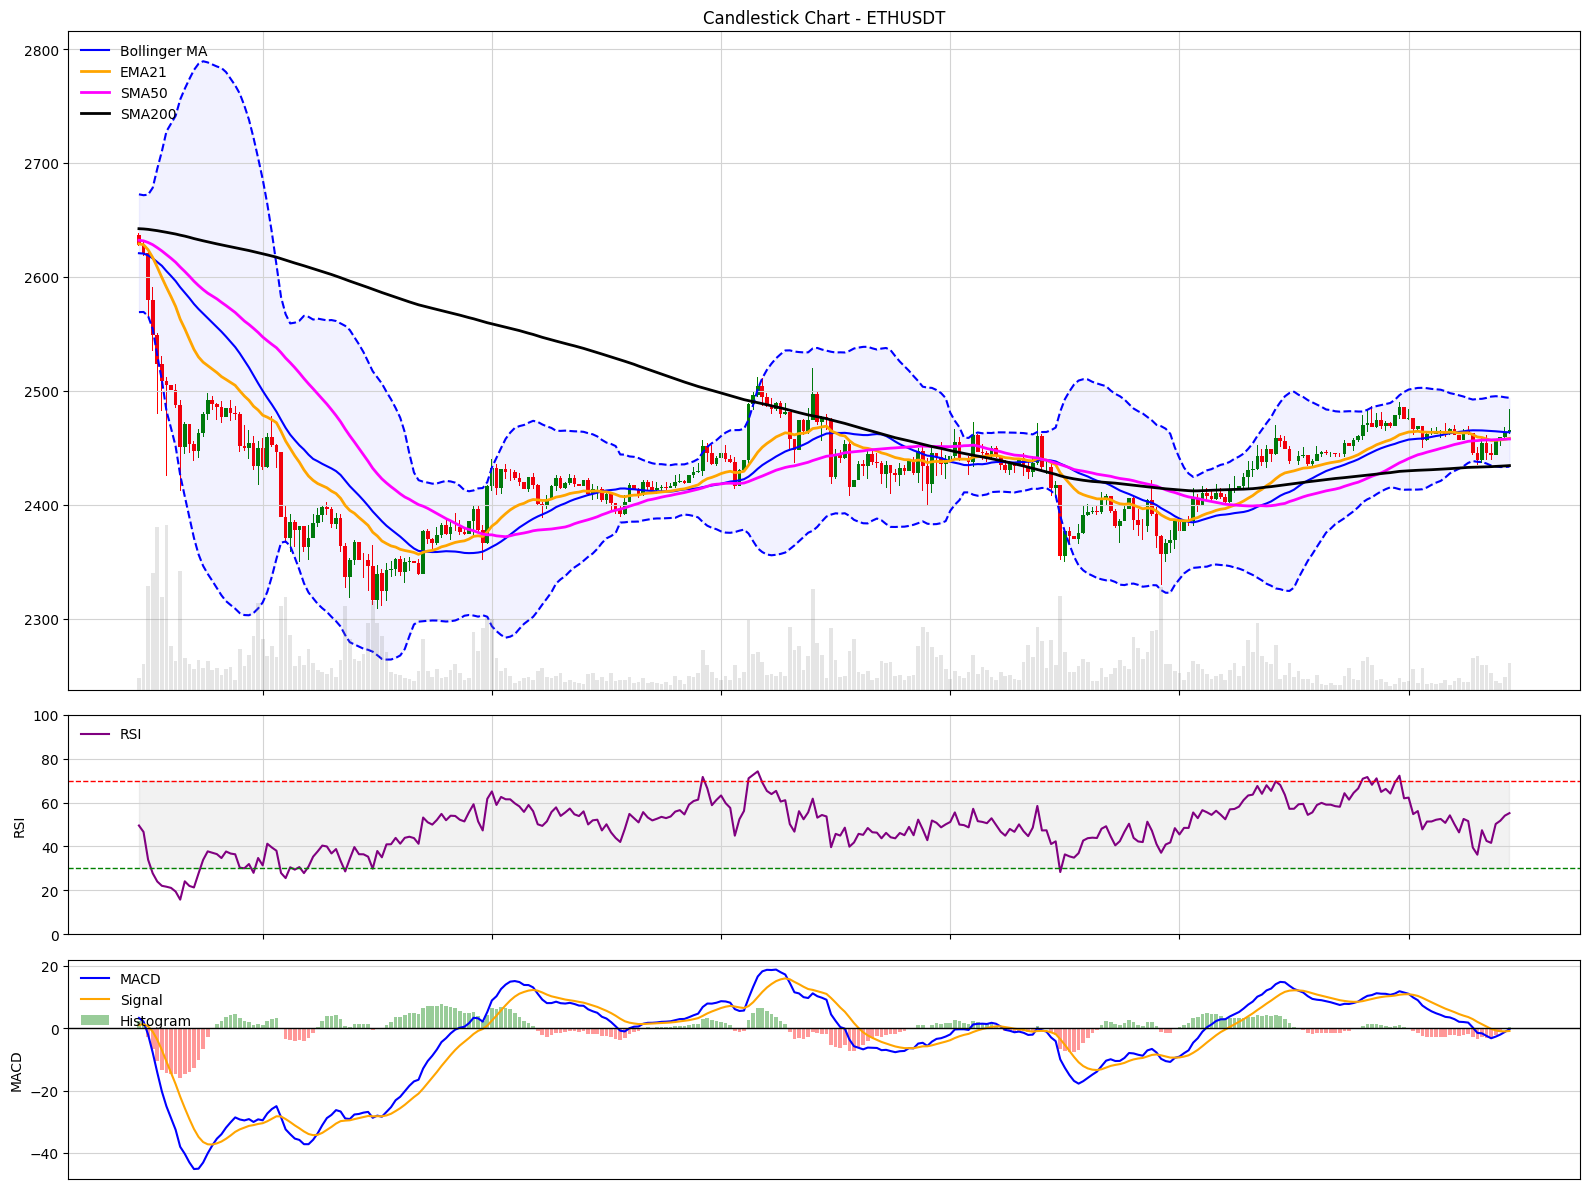 Candlestick Chart - ETHUSDT
2800
2700
2600
2500
2400
2300
Bollinger MA
EMA21
SMA50
SMA200
100
80
60
40
20
0
RSI
RSI
20
0
−20
−40
MACD
MACD
Signal
Histogram